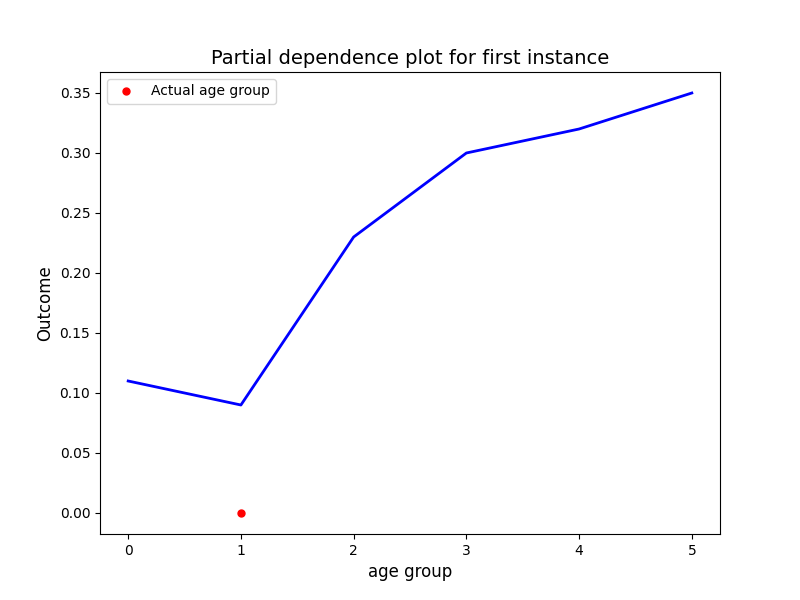 Partial dependence plot for first instance
Actual age group
0.35
0.30
0.25
0.20
0.15
0.10
0.05
0.00
Outcome
0 1 2 3 4 5
age group